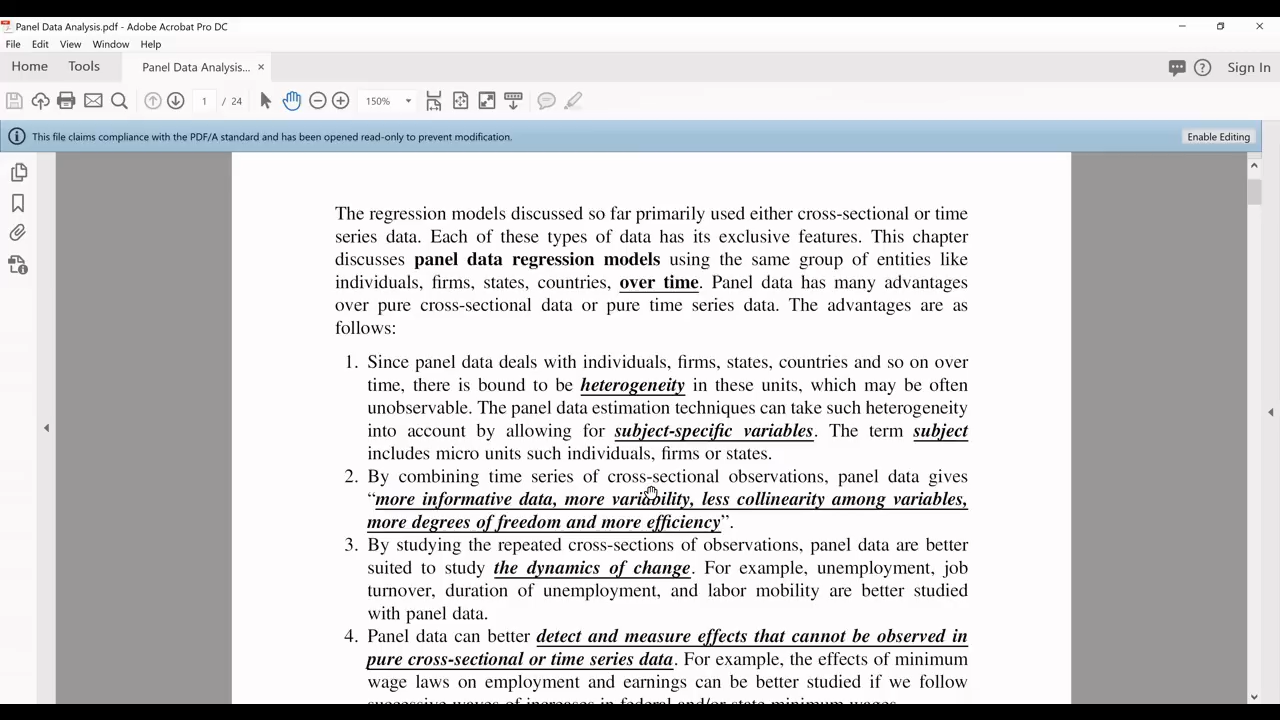 Panel Data Analysis.pdf - Adobe Acrobat Pro DC
File Edit View Window Help
Home Tools Panel Data Analysis... × Sign In
1 / 24 150%
This file claims compliance with the PDF/A standard and has been opened read-only to prevent modification. Enable Editing
The regression models discussed so far primarily used either cross-sectional or time
series data. Each of these types of data has its exclusive features. This chapter
discusses panel data regression models using the same group of entities like
individuals, firms, states, countries, over time. Panel data has many advantages
over pure cross-sectional data or pure time series data. The advantages are as
follows:
1. Since panel data deals with individuals, firms, states, countries and so on over
time, there is bound to be heterogeneity in these units, which may be often
unobservable. The panel data estimation techniques can take such heterogeneity
into account by allowing for subject-specific variables. The term subject
includes micro units such individuals, firms or states.
2. By combining time series of cross-sectional observations, panel data gives
“more informative data, more variability, less collinearity among variables,
more degrees of freedom and more efficiency”.
3. By studying the repeated cross-sections of observations, panel data are better
suited to study the dynamics of change. For example, unemployment, job
turnover, duration of unemployment, and labor mobility are better studied
with panel data.
4. Panel data can better detect and measure effects that cannot be observed in
pure cross-sectional or time series data. For example, the effects of minimum
wage laws on employment and earnings can be better studied if we follow
successive waves of increases in federal and/or state minimum wages.